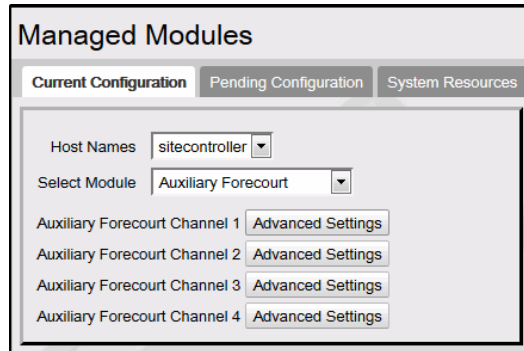 Managed Modules
Current Configuration Pending Configuration System Resources
Host Names sitecontroller
Select Module Auxiliary Forecourt
Auxiliary Forecourt Channel 1 Advanced Settings
Auxiliary Forecourt Channel 2 Advanced Settings
Auxiliary Forecourt Channel 3 Advanced Settings
Auxiliary Forecourt Channel 4 Advanced Settings